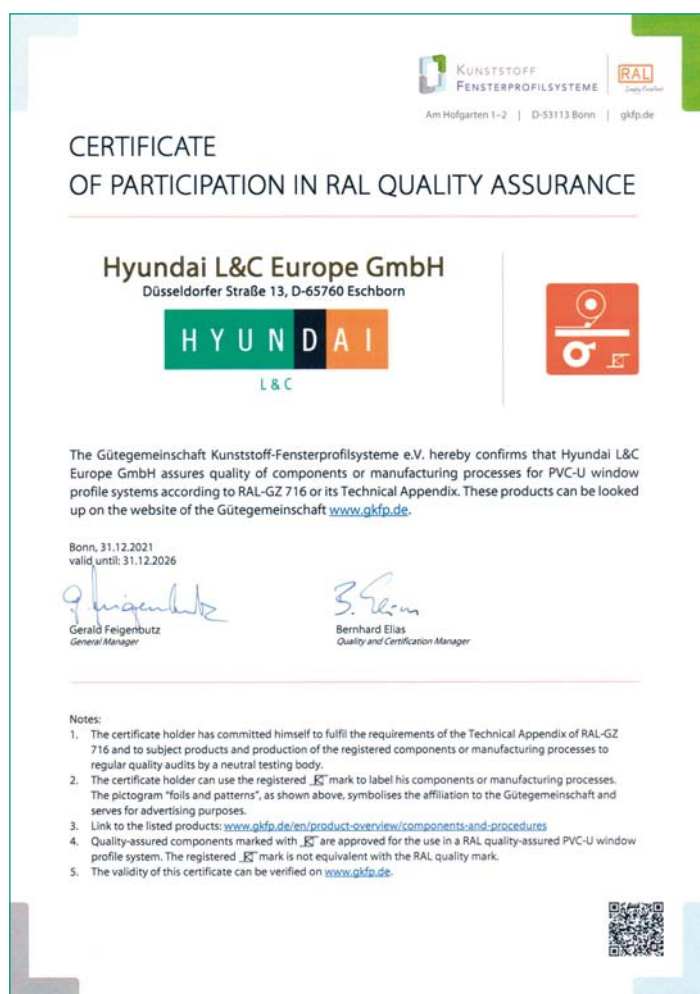 KUNSTSTOFF
FENSTERPROFILSYSTEME
RAL
Am Hofgarten 1–2 | D-53113 Bonn | gkfp.de
CERTIFICATE
OF PARTICIPATION IN RAL QUALITY ASSURANCE
Hyundai L&C Europe GmbH
Düsseldorfer Straße 13, D-65760 Eschborn
HYUNDAI
L & C
The Gütegemeinschaft Kunststoff-Fensterprofilsysteme e.V. hereby confirms that Hyundai L&C
Europe GmbH assures quality of components or manufacturing processes for PVC-U window
profile systems according to RAL-GZ 716 or its Technical Appendix. These products can be looked
up on the website of the Gütegemeinschaft www.gkfp.de.
Bonn, 31.12.2021
valid until: 31.12.2026
Gerald Feigenbutz
General Manager
Bernhard Elias
Quality and Certification Manager
Notes:
1. The certificate holder has committed himself to fulfil the requirements of the Technical Appendix of RAL-GZ
716 and to subject products and production of the registered components or manufacturing processes to
regular quality audits by a neutral testing body.
2. The certificate holder can use the registered mark to label his components or manufacturing processes.
The pictogram "foils and patterns", as shown above, symbolises the affiliation to the Gütegemeinschaft and
serves for advertising purposes.
3. Link to the listed products: www.gkfp.de/en/product-overview/components-and-procedures
4. Quality-assured components marked with are approved for the use in a RAL quality-assured PVC-U window
profile system. The registered mark is not equivalent with the RAL quality mark.
5. The validity of this certificate can be verified on www.gkfp.de.